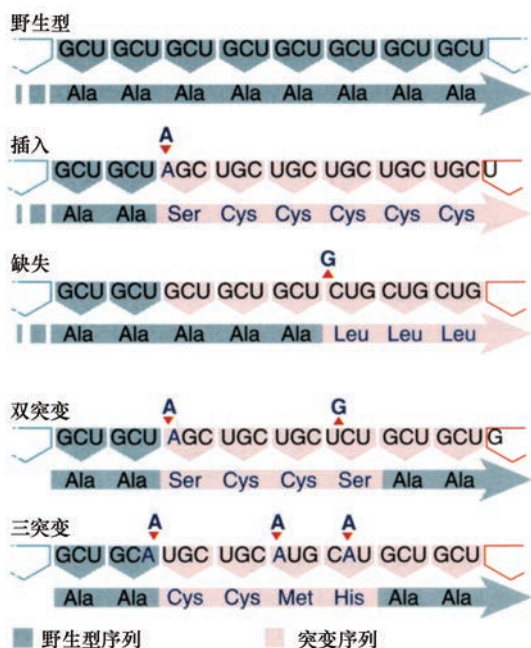 野生型
GCU GCU GCU GCU GCU GCU GCU GCU
Ala Ala Ala Ala Ala Ala Ala Ala
插入
A
GCU GCU AGC UGC UGC UGC UGC UGCU
Ala Ala Ser Cys Cys Cys Cys Cys
缺失
G
GCU GCU GCU GCU GCU CUG CUG CUG
Ala Ala Ala Ala Ala Leu Leu Leu
双突变
A G
GCU GCU AGC UGC UGCUCU GCU GCUG
Ala Ala Ser Cys Cys Ser Ala Ala
三突变
A A A
GCU GCA UGC UGC AUG CAU GCU GCU
Ala Ala Cys Cys Met His Ala Ala
野生型序列 突变序列